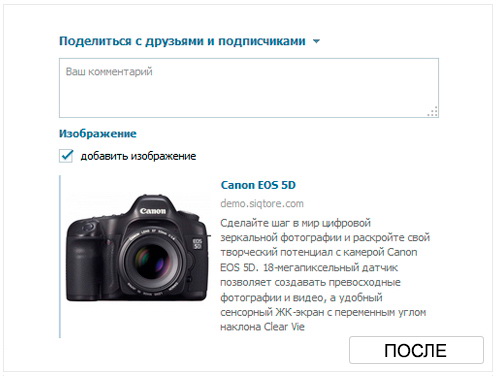 Поделиться с друзьями и подписчиками
Ваш комментарий
Изображение
добавить изображение
Canon
EOS
5D
Canon EOS 5D
demo.siqtore.com
Сделайте шаг в мир цифровой
зеркальной фотографии и раскройте свой
творческий потенциал с камерой Canon
EOS 5D. 18-мегапиксельный датчик
позволяет создавать превосходные
фотографии и видео, а удобный
сенсорный ЖК-экран с переменным углом
наклона Clear Vie
ПОСЛЕ